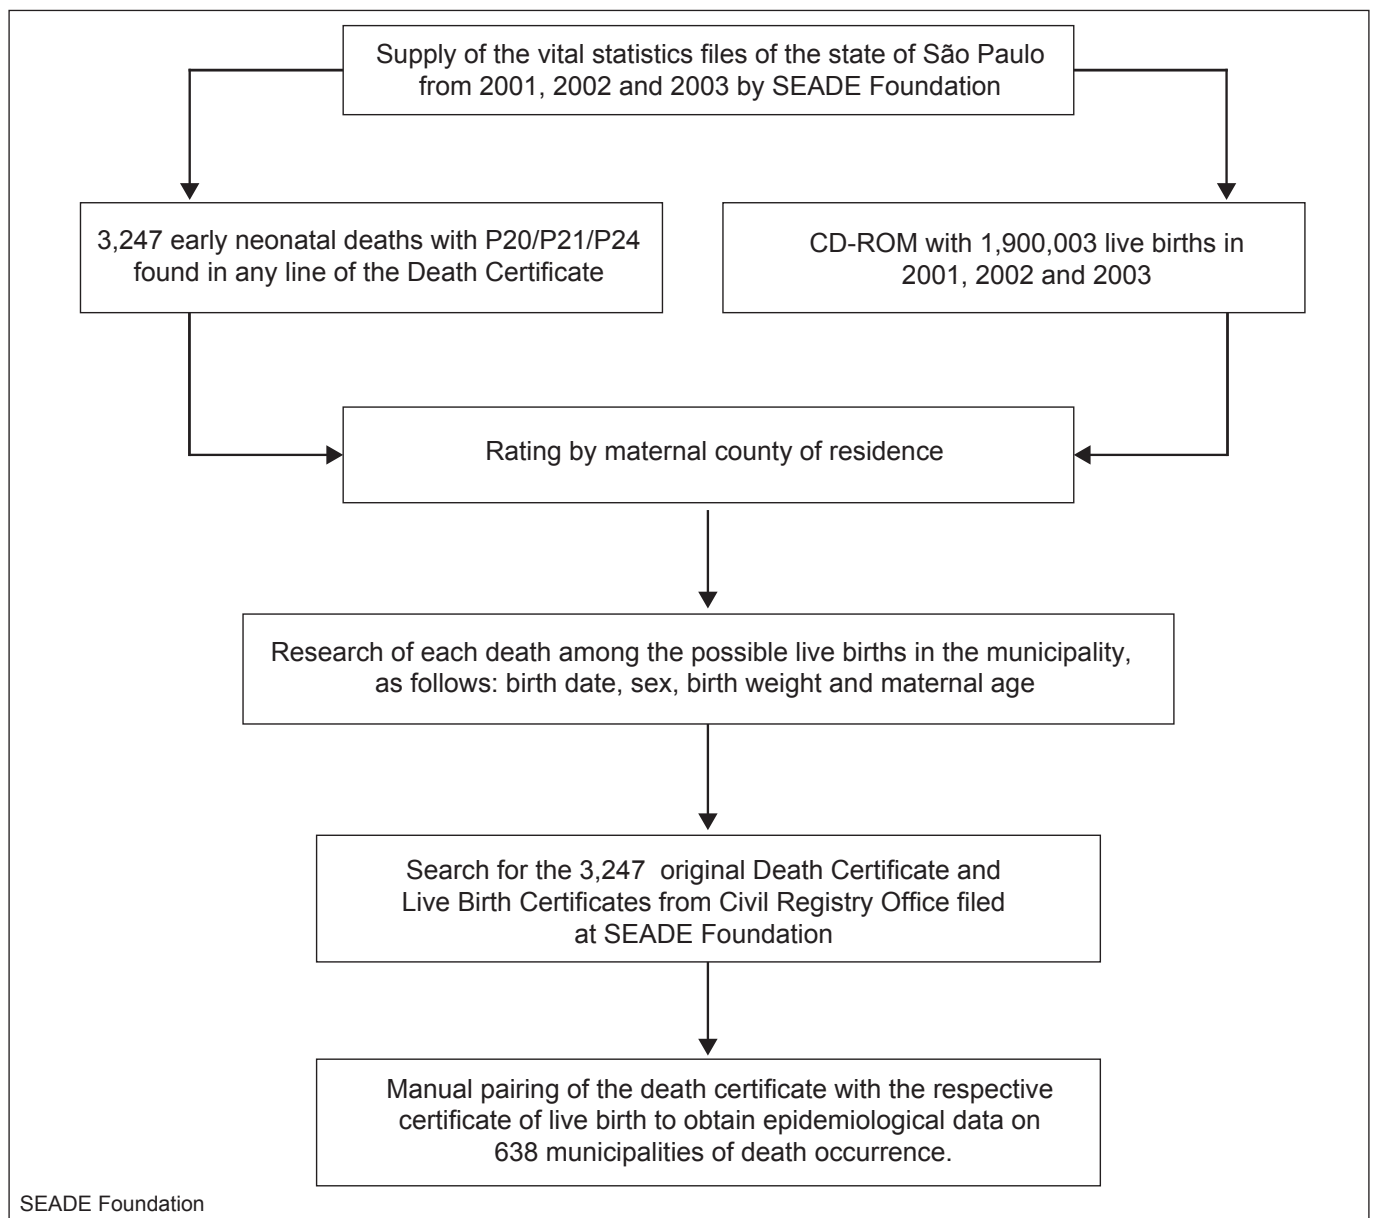 Supply of the vital statistics files of the state of São Paulo
from 2001, 2002 and 2003 by SEADE Foundation
3,247 early neonatal deaths with P20/P21/P24
found in any line of the Death Certificate
CD-ROM with 1,900,003 live births in
2001, 2002 and 2003
Rating by maternal county of residence
Research of each death among the possible live births in the municipality,
as follows: birth date, sex, birth weight and maternal age
Search for the 3,247 original Death Certificate and
Live Birth Certificates from Civil Registry Office filed
at SEADE Foundation
Manual pairing of the death certificate with the respective
certificate of live birth to obtain epidemiological data on
638 municipalities of death occurrence.
SEADE Foundation